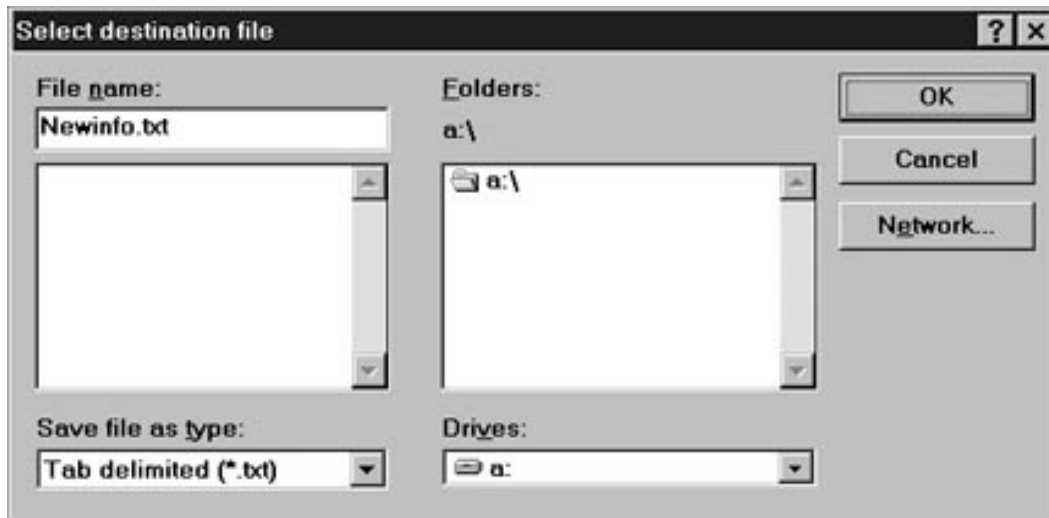 Select destination file
File name:
Newinfo.txt
Save file as type:
Tab delimited (*.txt)
Folders:
a:\
a:\
Drives:
a:
OK
Cancel
Network...